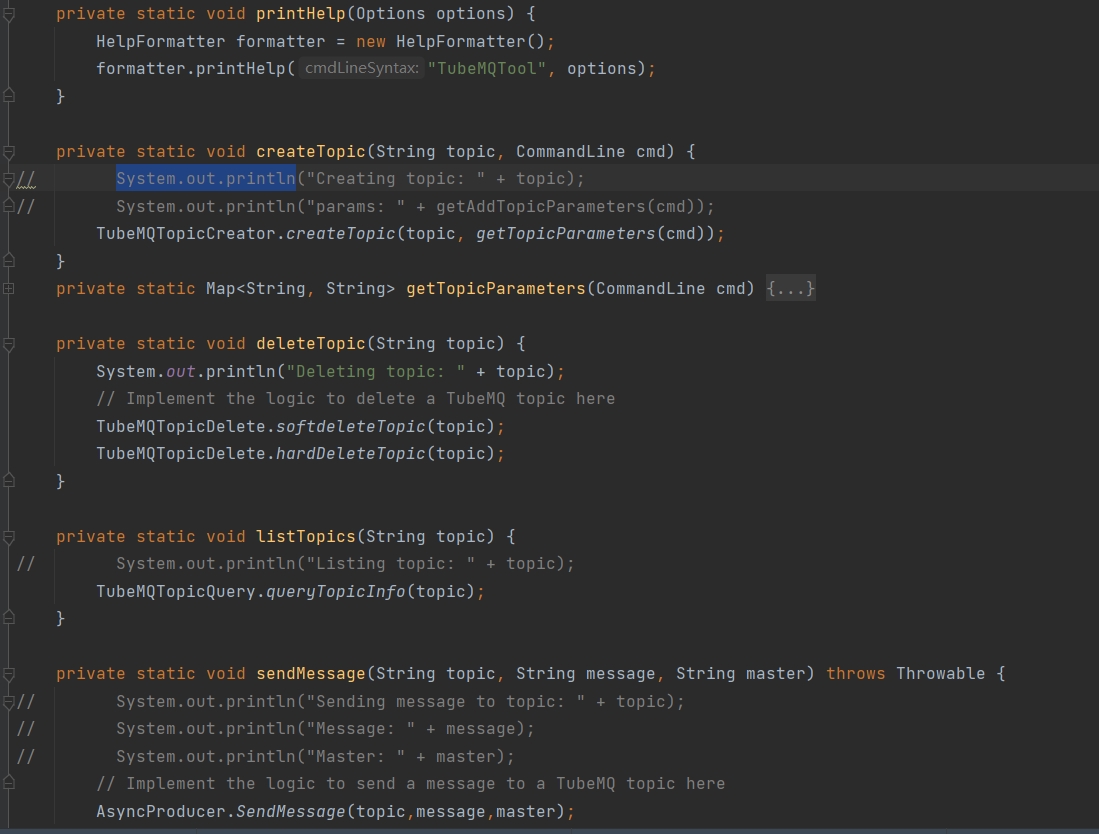 private static void printHelp(Options options) {
HelpFormatter formatter = new HelpFormatter();
formatter.printHelp( cmdLineSyntax: "TubeMQTool", options);
}
private static void createTopic(String topic, CommandLine cmd) {
// System.out.println("Creating topic: " + topic);
// System.out.println("params: " + getAddTopicParameters(cmd));
TubeMQTopicCreator.createTopic(topic, getTopicParameters(cmd));
}
private static Map<String, String> getTopicParameters(CommandLine cmd) {...}
private static void deleteTopic(String topic) {
System.out.println("Deleting topic: " + topic);
// Implement the logic to delete a TubeMQ topic here
TubeMQTopicDelete.softdeleteTopic(topic);
TubeMQTopicDelete.hardDeleteTopic(topic);
}
private static void listTopics(String topic) {
// System.out.println("Listing topic: " + topic);
TubeMQTopicQuery.queryTopicInfo(topic);
}
private static void sendMessage(String topic, String message, String master) throws Throwable {
// System.out.println("Sending message to topic: " + topic);
// System.out.println("Message: " + message);
// System.out.println("Master: " + master);
// Implement the logic to send a message to a TubeMQ topic here
AsyncProducer.SendMessage(topic,message,master);